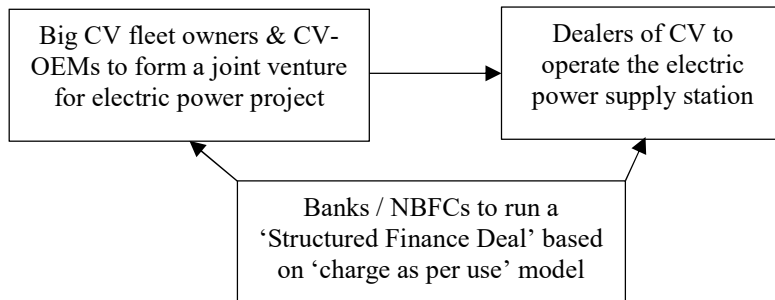 Big CV fleet owners & CV-
OEMs to form a joint venture
for electric power project
Dealers of CV to
operate the electric
power supply station
Banks / NBFCs to run a
‘Structured Finance Deal’ based
on ‘charge as per use’ model